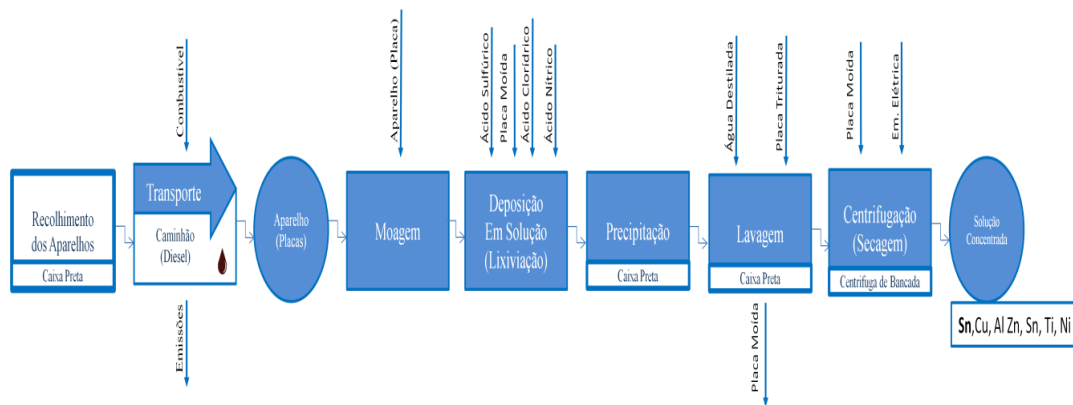 Combustível
Aparelho (Placa)
Ácido Sulfúrico
Placa Moída
Ácido Clorídrico
Ácido Nítrico
Água Destilada
Placa Triturada
Placa Moída
Em. Elétrica
Recolhimento
dos Aparelhos
Caixa Preta
Transporte
Caminhão
(Diesel)
Aparelho
(Placas)
Moagem
Deposição
Em Solução
(Lixiviação)
Precipitação
Caixa Preta
Lavagem
Caixa Preta
Centrifugação
(Secagem)
Centrifuga de Bancada
Solução
Concentrada
Sn,Cu, Al Zn, Sn, Ti, Ni
Emissões
Placa Moída